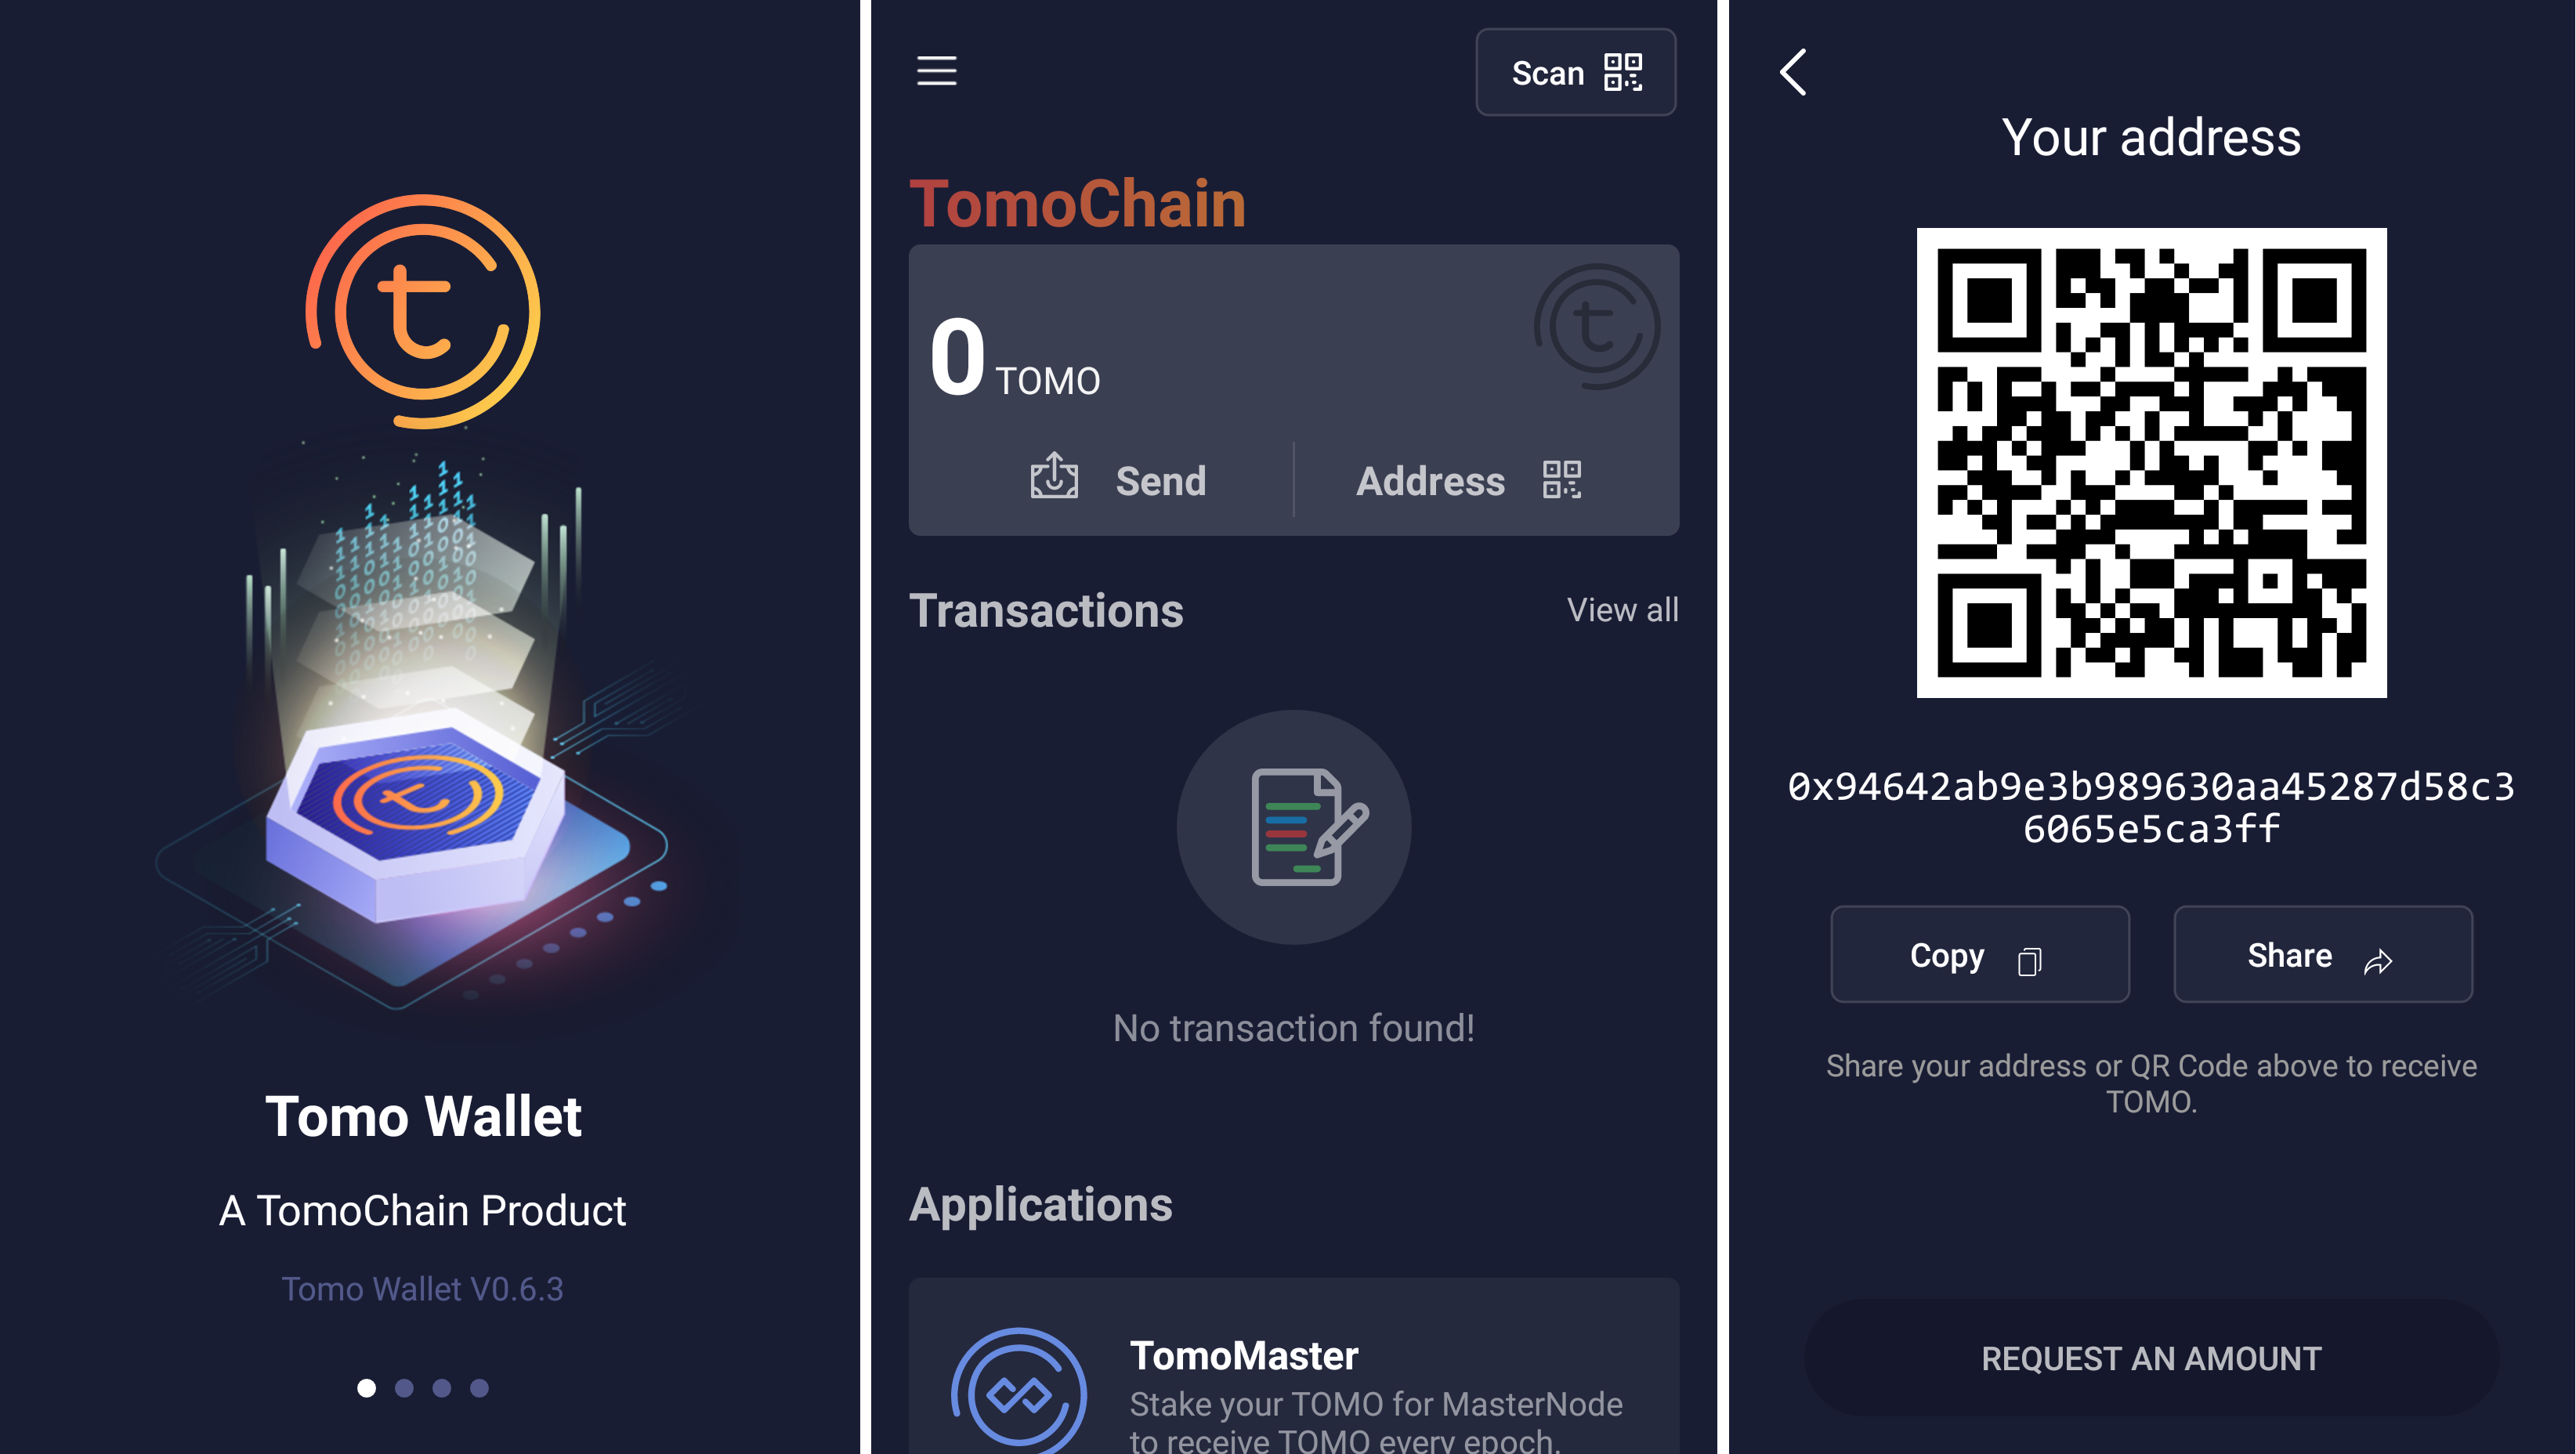 Tomo Wallet
A TomoChain Product
Tomo Wallet V0.6.3
Scan
TomoChain
0 TOMO
Send
Address
Transactions
View all
No transaction found!
Applications
TomoMaster
Stake your TOMO for MasterNode
to receive TOMO every epoch.
Your address
0x94642ab9e3b989630aa45287d58c3
6065e5ca3ff
Copy
Share
Share your address or QR Code above to receive
TOMO.
REQUEST AN AMOUNT